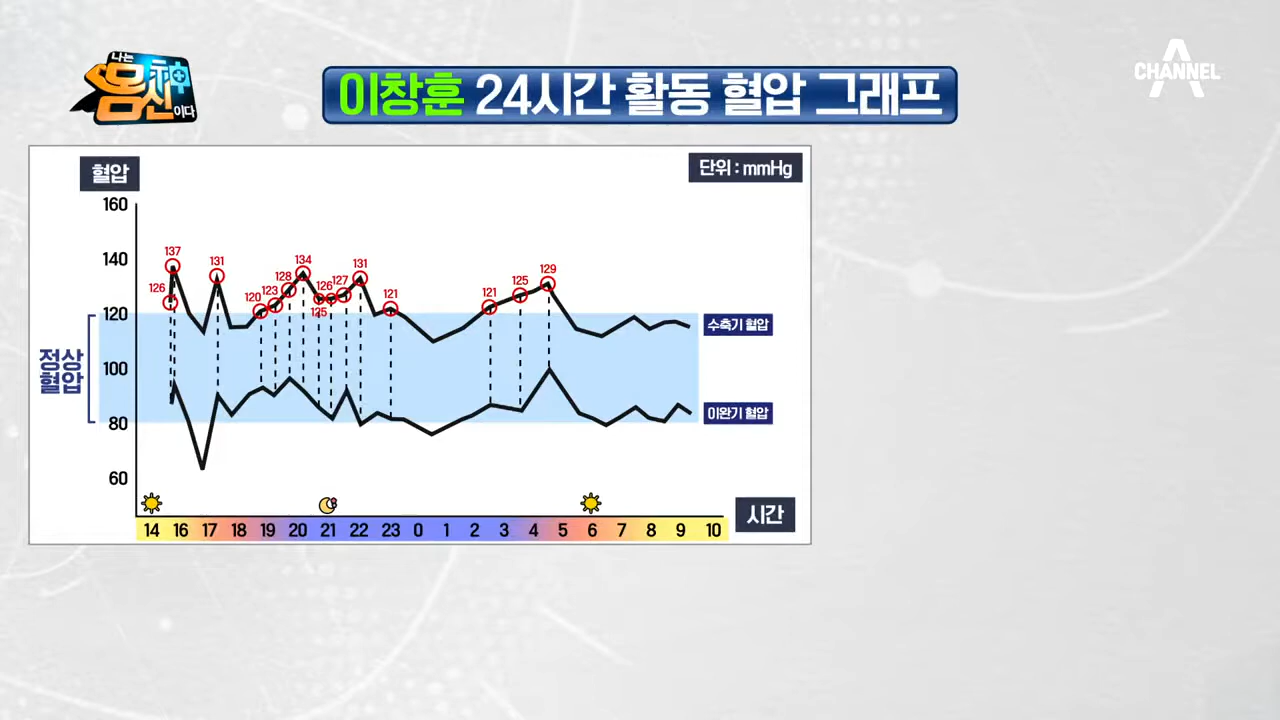 나는
몸신
神
이다
이창훈 24시간 활동 혈압 그래프
CHANNEL A
혈압
단위 : mmHg
160
140
120
100
80
60
정상
혈압
126
137
131
120
123
128
134
126
125
127
131
121
121
125
129
수축기 혈압
이완기 혈압
14 16 17 18 19 20 21 22 23 0 1 2 3 4 5 6 7 8 9 10
시간